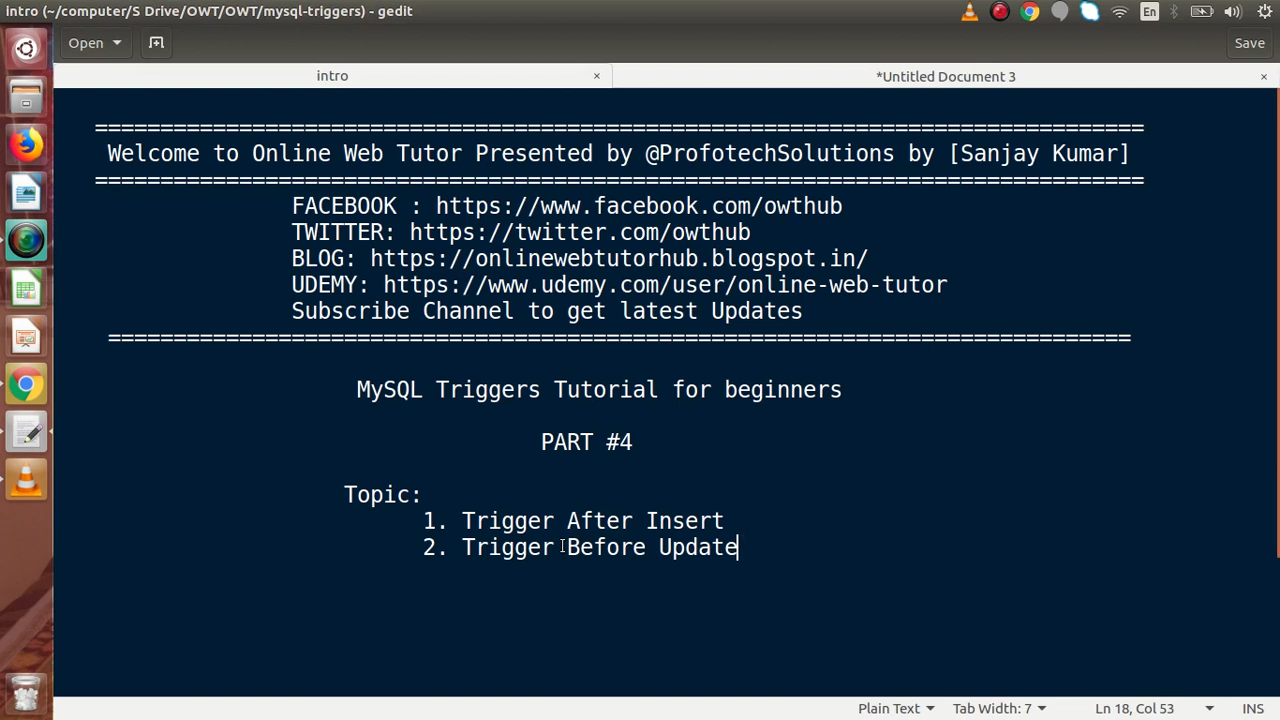 intro (~/computer/S Drive/OWT/OWT/mysql-triggers) - gedit
En
Open
Save
intro
*Untitled Document 3
================================================================================
Welcome to Online Web Tutor Presented by @ProfotechSolutions by [Sanjay Kumar]
================================================================================
FACEBOOK : https://www.facebook.com/owthub
TWITTER: https://twitter.com/owthub
BLOG: https://onlinewebtutorhub.blogspot.in/
UDEMY: https://www.udemy.com/user/online-web-tutor
Subscribe Channel to get latest Updates
==============================================================================
MySQL Triggers Tutorial for beginners
PART #4
Topic:
1. Trigger After Insert
2. Trigger Before Update
Plain Text
Tab Width: 7
Ln 18, Col 53
INS